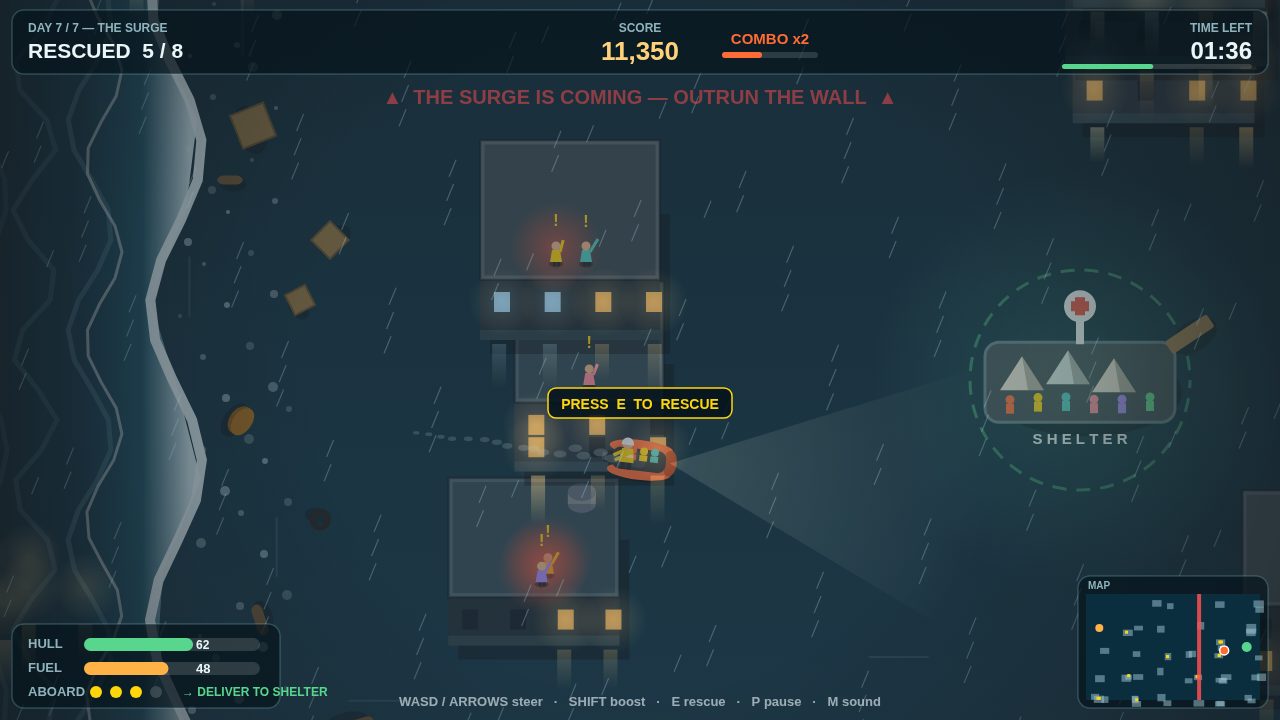 DAY 7 / 7 — THE SURGE
RESCUED 5 / 8
SCORE
11,350
COMBO x2
TIME LEFT
01:36
▲ THE SURGE IS COMING — OUTRUN THE WALL ▲
!
!
!
PRESS E TO RESCUE
SHELTER
!
!
MAP
HULL 62
FUEL 48
ABOARD → DELIVER TO SHELTER
WASD / ARROWS steer · SHIFT boost · E rescue · P pause · M sound